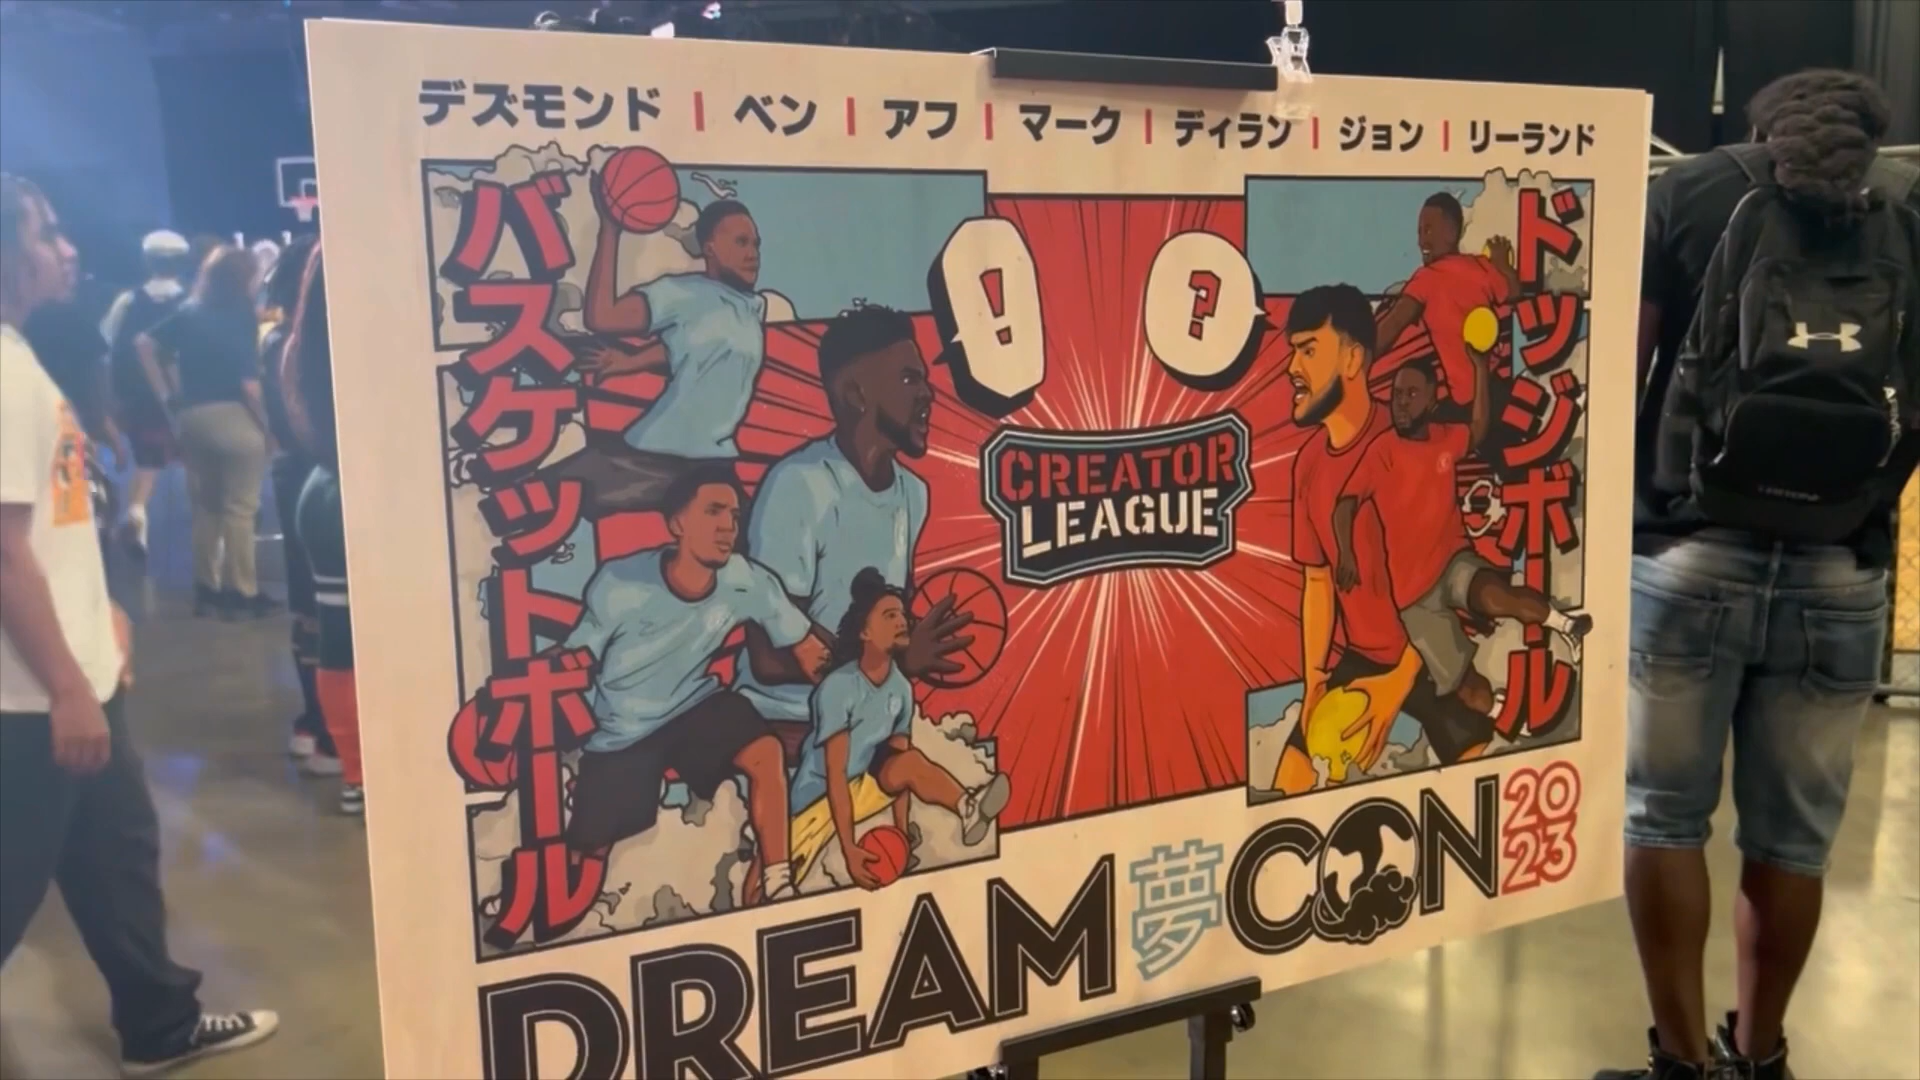 デズモンド | ベン | アフ | マーク | ディラン | ジョン | リーランド
バスケットボール
!
?
ドッジボール
CREATOR
LEAGUE
DREAM 夢 CON 2023